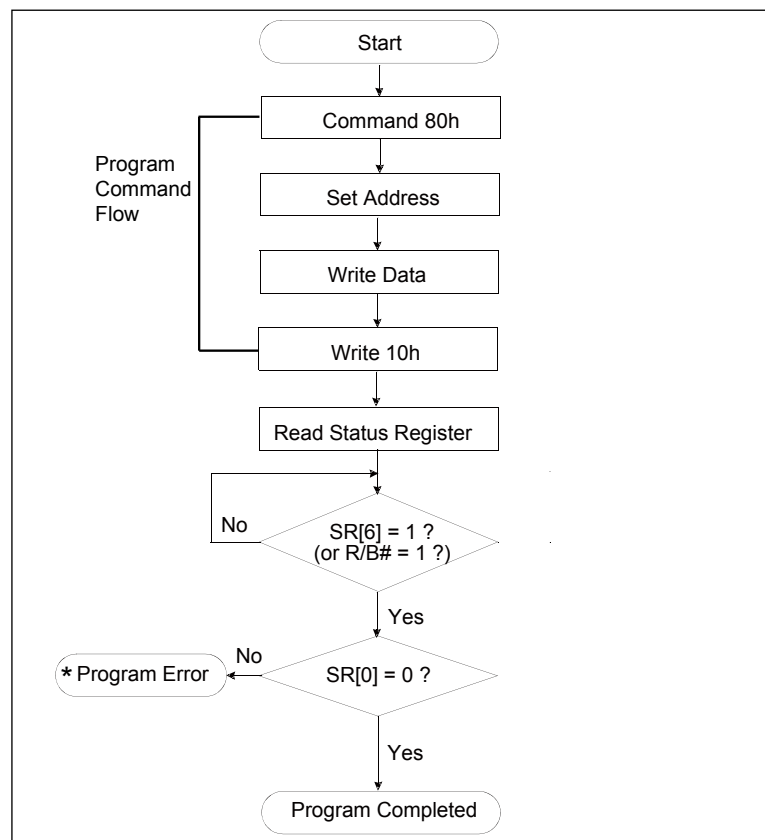 Start
Command 80h
Program
Command
Flow
Set Address
Write Data
Write 10h
Read Status Register
No
SR[6] = 1 ?
(or R/B# = 1 ?)
Yes
No
* Program Error
SR[0] = 0 ?
Yes
Program Completed